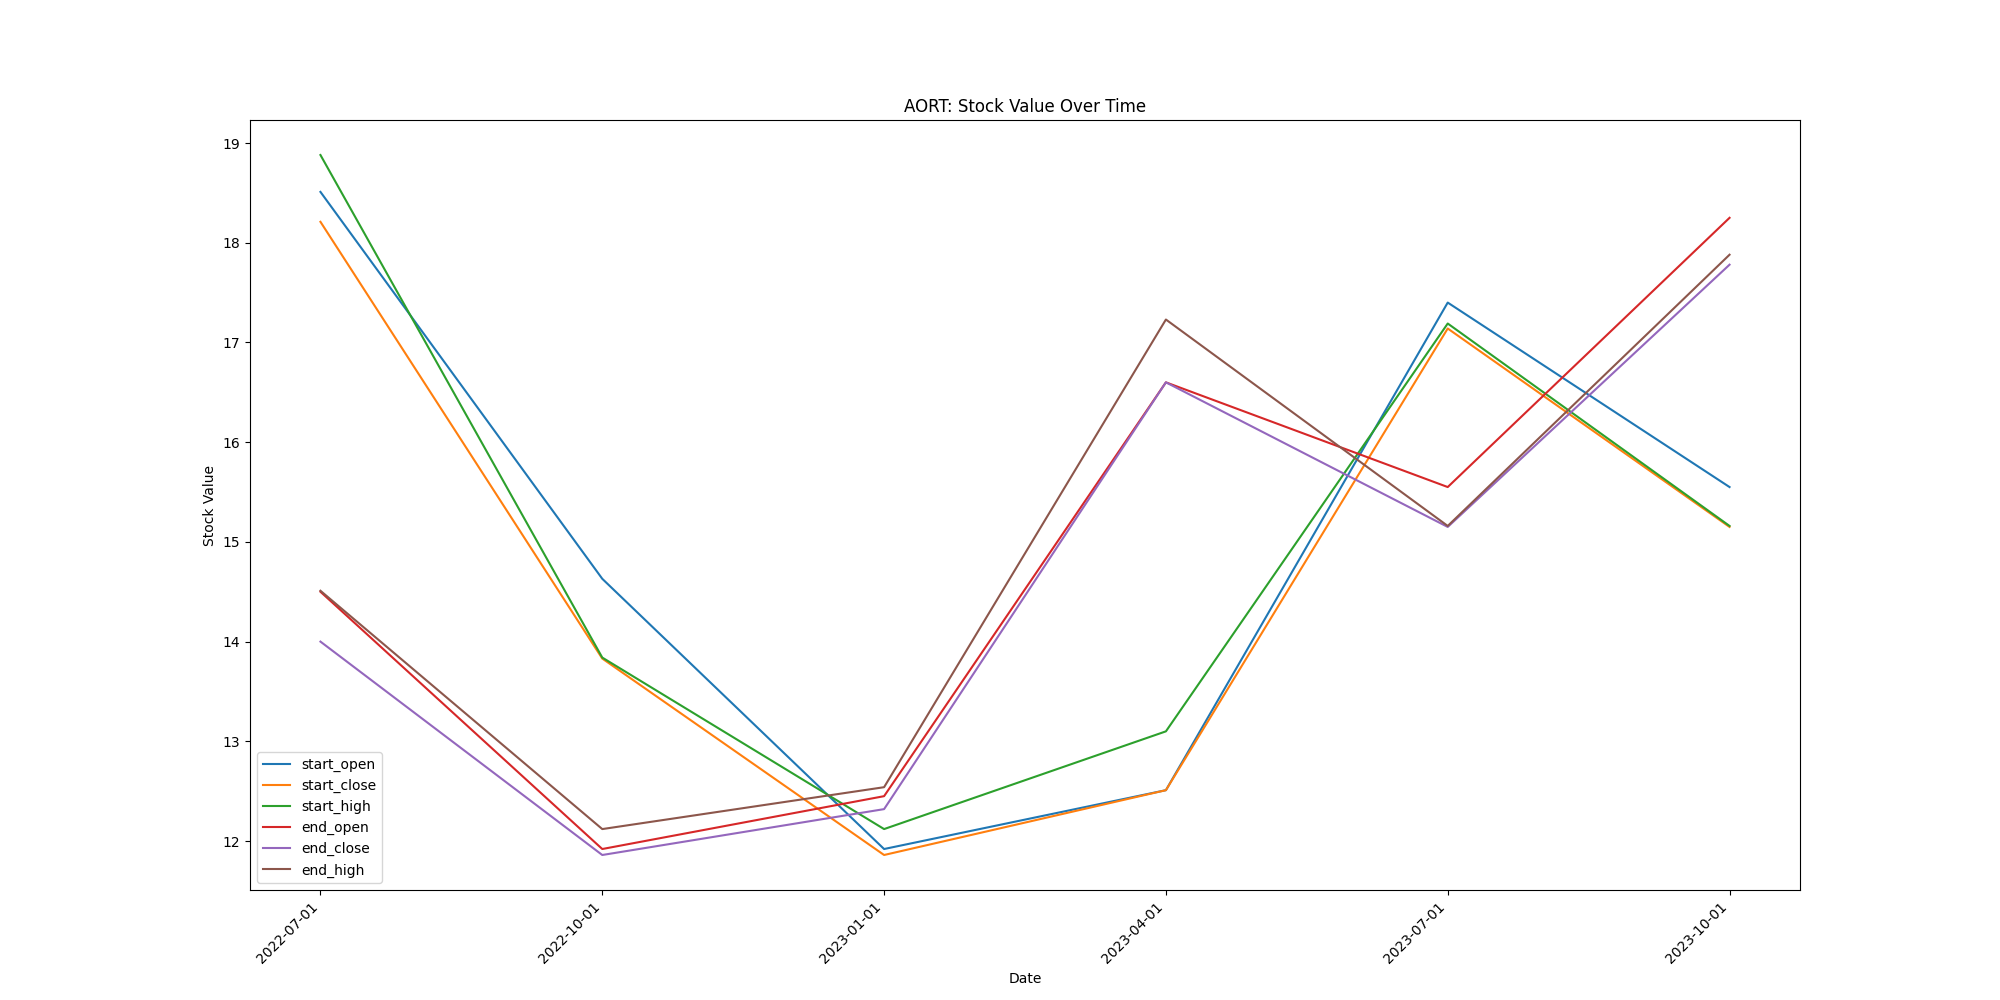 AORT: Stock Value Over Time
19
18
17
16
15
14
13
12
Stock Value
start_open
start_close
start_high
end_open
end_close
end_high
2022-07-01
2022-10-01
2023-01-01
2023-04-01
2023-07-01
2023-10-01
Date